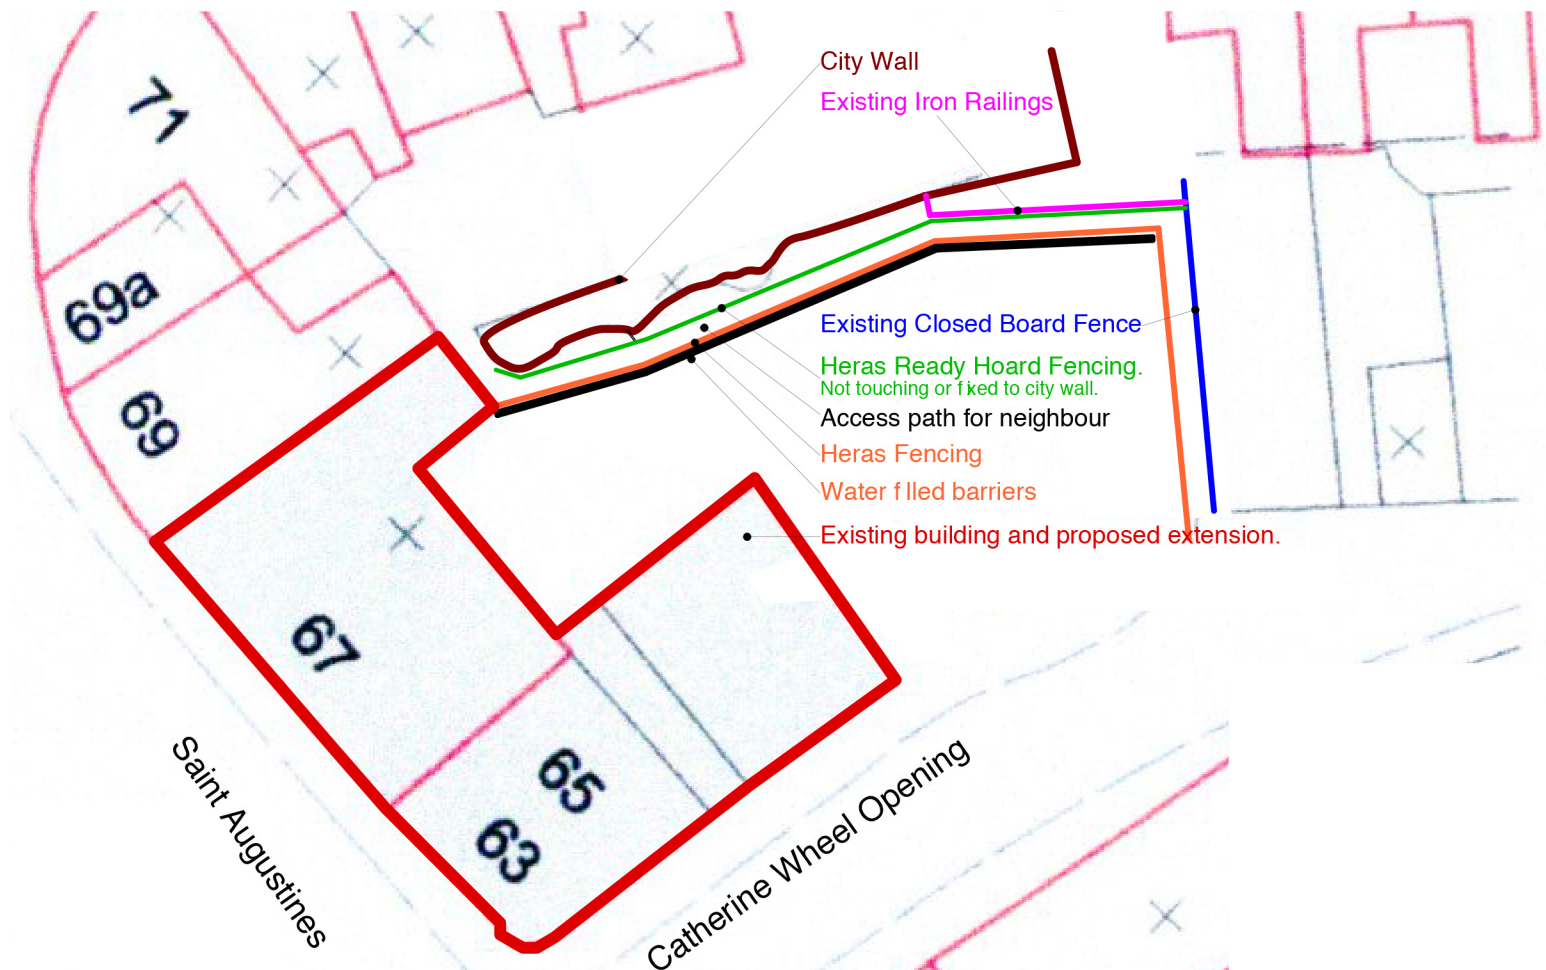 City Wall
Existing Iron Railings
71
69a
69
Existing Closed Board Fence
Heras Ready Hoard Fencing.
Not touching or fixed to city wall.
Access path for neighbour
Heras Fencing
Water filled barriers
Existing building and proposed extension.
67
65
63
Saint Augustines
Catherine Wheel Opening